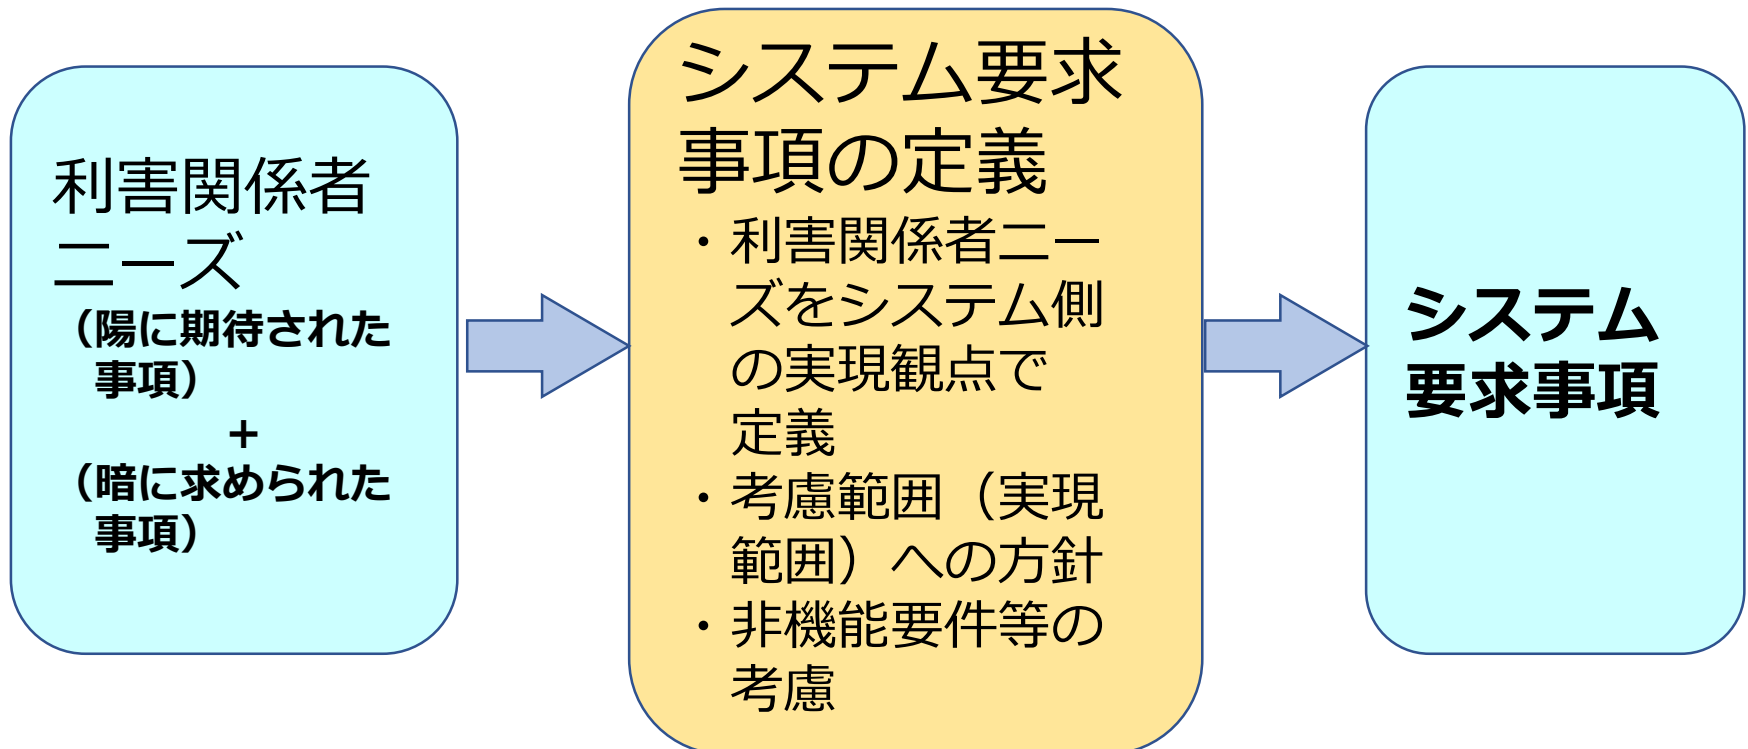 利害関係者
ニーズ
（陽に期待された
事項）
＋
（暗に求められた
事項）
システム要求
事項の定義
・利害関係者ニー
ズをシステム側
の実現観点で
定義
・考慮範囲（実現
範囲）への方針
・非機能要件等の
考慮
システム
要求事項